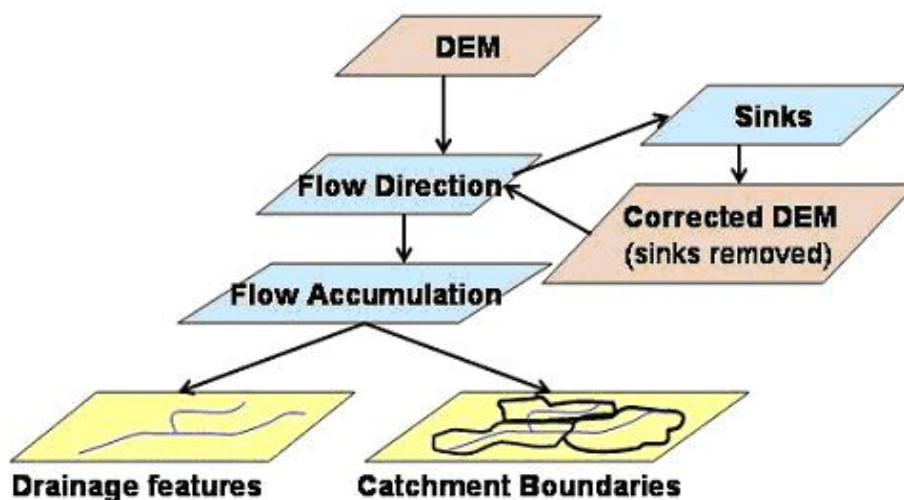 DEM
Sinks
Flow Direction
Corrected DEM
(sinks removed)
Flow Accumulation
Drainage features
Catchment Boundaries